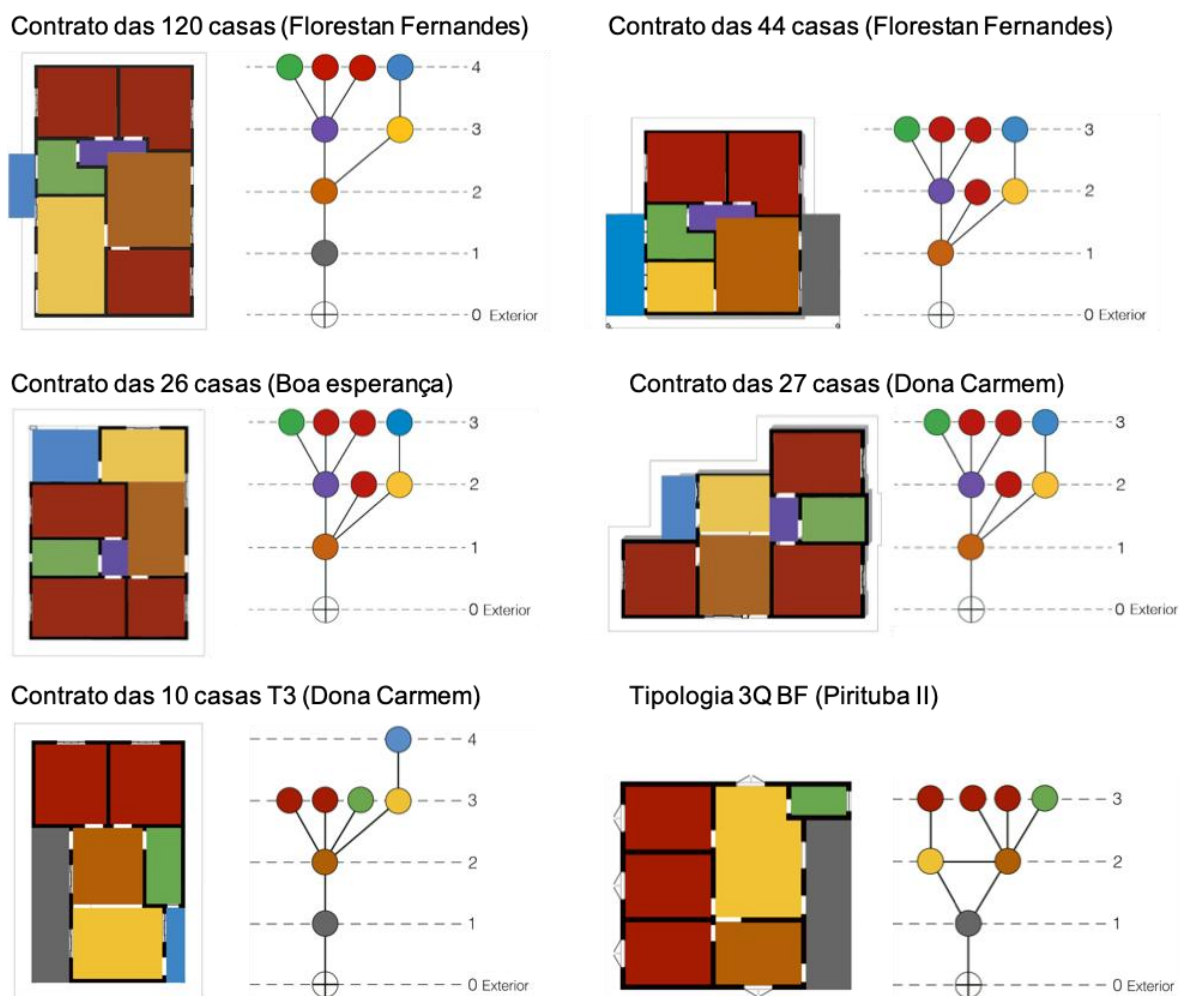 Contrato das 120 casas (Florestan Fernandes)
4
3
2
1
0 Exterior
Contrato das 44 casas (Florestan Fernandes)
3
2
1
0 Exterior
Contrato das 26 casas (Boa esperança)
3
2
1
0 Exterior
Contrato das 27 casas (Dona Carmem)
3
2
1
0 Exterior
Contrato das 10 casas T3 (Dona Carmem)
4
3
2
1
0 Exterior
Tipologia 3Q BF (Pirituba II)
3
2
1
0 Exterior